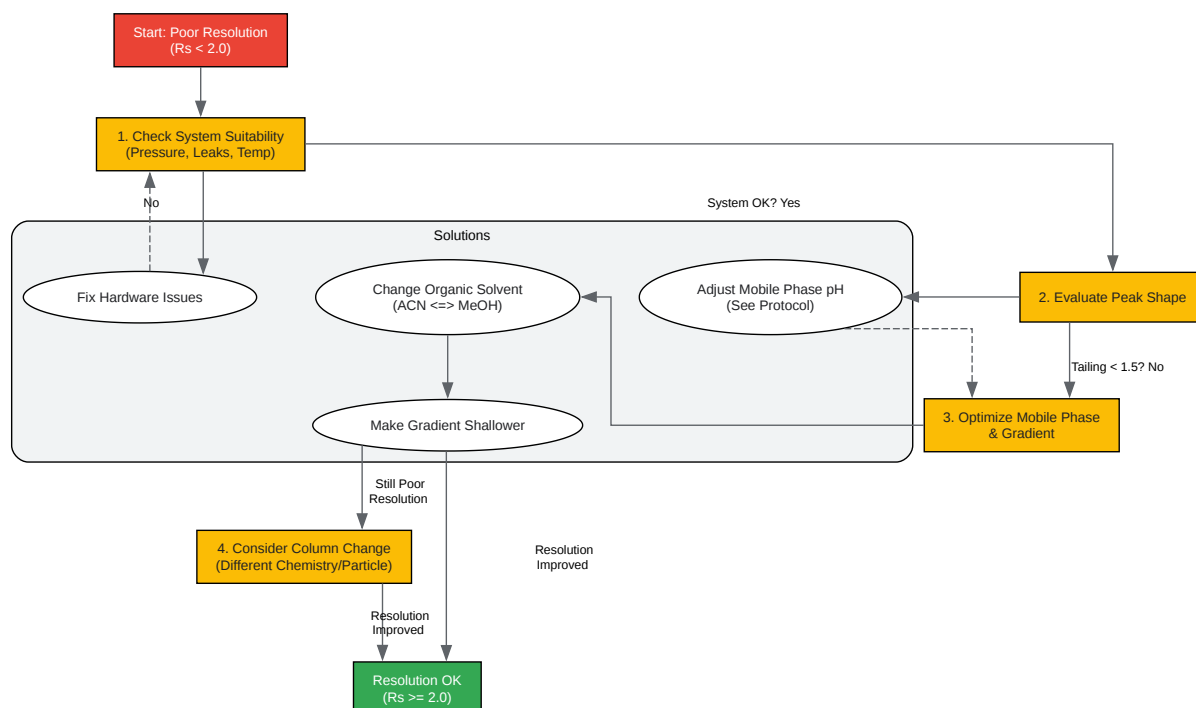 Start: Poor Resolution
(Rs < 2.0)
1. Check System Suitability
(Pressure, Leaks, Temp)
No
System OK? Yes
Solutions
Fix Hardware Issues
Change Organic Solvent
(ACN <=> MeOH)
Adjust Mobile Phase pH
(See Protocol)
2. Evaluate Peak Shape
Tailing < 1.5? No
Make Gradient Shallower
3. Optimize Mobile Phase
& Gradient
Still Poor
Resolution
4. Consider Column Change
(Different Chemistry/Particle)
Resolution
Improved
Resolution
Improved
Resolution OK
(Rs >= 2.0)